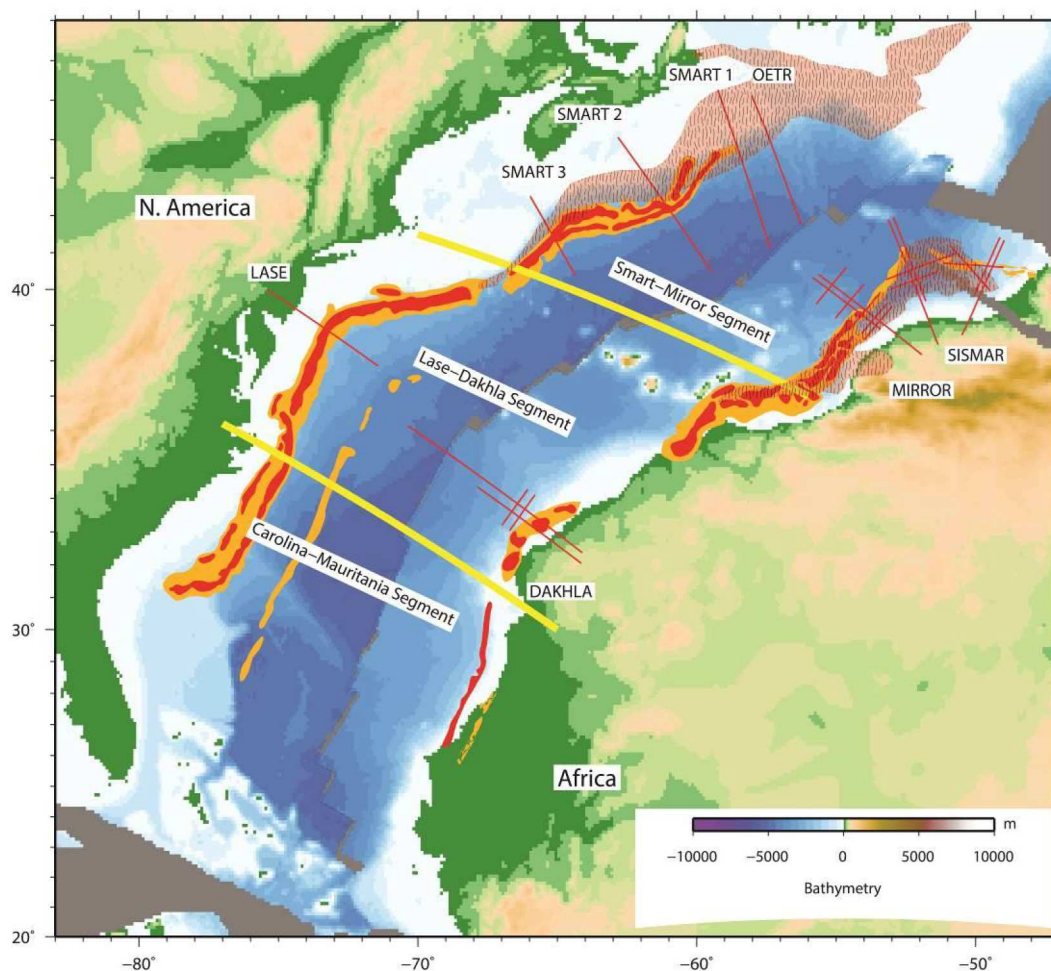 SMART 1
OETR
SMART 2
SMART 3
N. America
LASE
40˚
Smart–Mirror Segment
SISMAR
MIRROR
Lase–Dakhla Segment
Carolina–Mauritania Segment
DAKHLA
30˚
Africa
m
−10000 −5000 0 5000 10000
Bathymetry
20˚
−80˚ −70˚ −60˚ −50˚